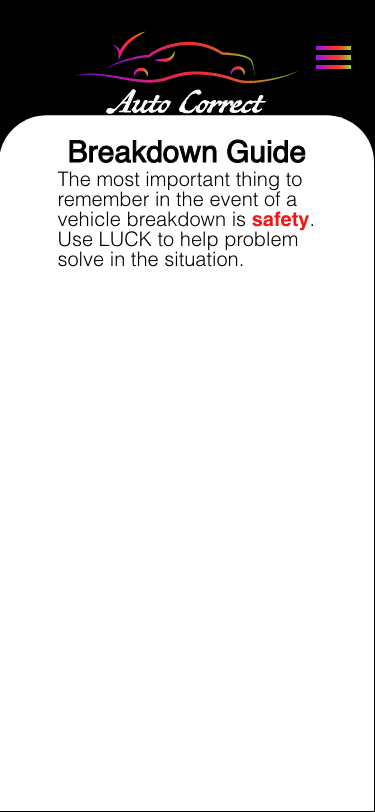 Auto Correct
Breakdown Guide
The most important thing to
remember in the event of a
vehicle breakdown is safety.
Use LUCK to help problem
solve in the situation.